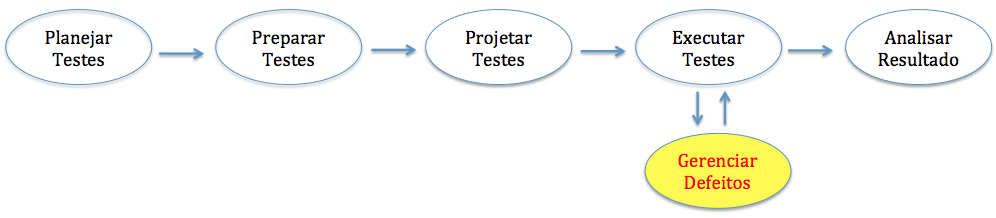 Planejar
Testes
Preparar
Testes
Projetar
Testes
Executar
Testes
Analisar
Resultado
Gerenciar
Defeitos